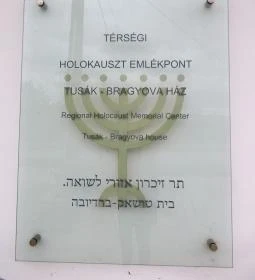 TÉRSÉGI
HOLOKAUSZT EMLÉKPONT
TUSÁK - BRAGYOVA HÁZ
Regional Holocaust Memorial Center
Tusák - Bragyova house
תר זיכרון אזורי לשואה.
בית טושאק-ברדיובה